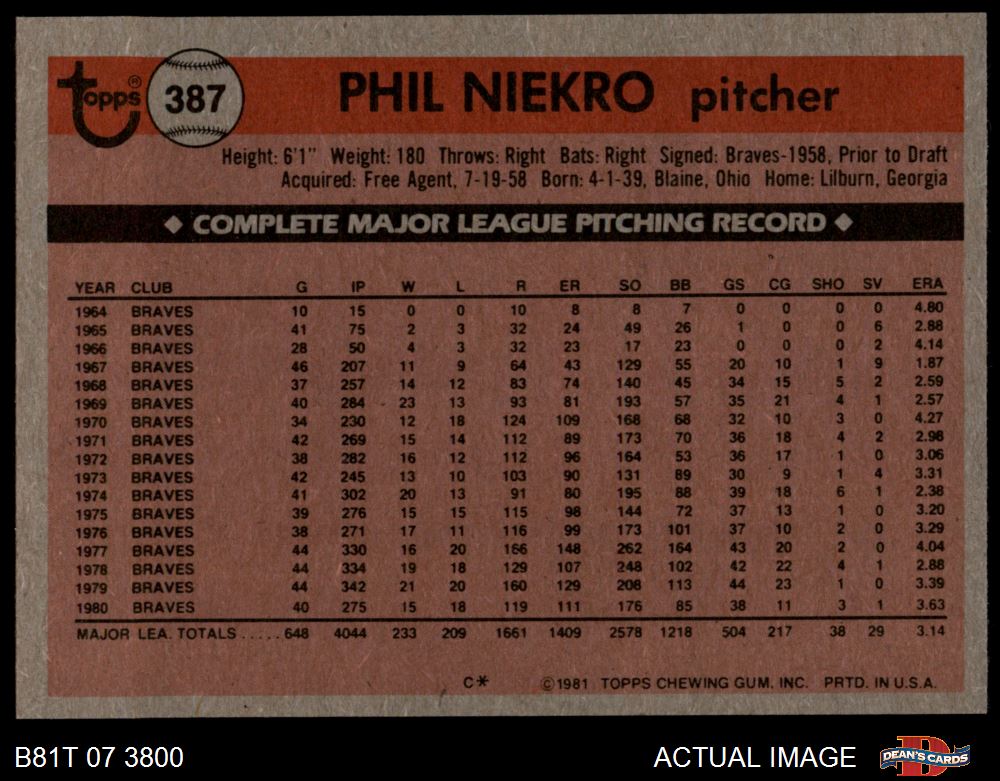 Topps® 387 PHIL NIEKRO pitcher
Height: 6'1" Weight: 180 Throws: Right Bats: Right Signed: Braves-1958, Prior to Draft
Acquired: Free Agent, 7-19-58 Born: 4-1-39, Blaine, Ohio Home: Lilburn, Georgia
◆ COMPLETE MAJOR LEAGUE PITCHING RECORD ◆
YEAR CLUB G IP W L R ER SO BB GS CG SHO SV ERA
1964 BRAVES 10 15 0 0 10 8 8 7 0 0 0 0 4.80
1965 BRAVES 41 75 2 3 32 24 49 26 1 0 0 6 2.88
1966 BRAVES 28 50 4 3 32 23 17 23 0 0 0 2 4.14
1967 BRAVES 46 207 11 9 64 43 129 55 20 10 1 9 1.87
1968 BRAVES 37 257 14 12 83 74 140 45 34 15 5 2 2.59
1969 BRAVES 40 284 23 13 93 81 193 57 35 21 4 1 2.57
1970 BRAVES 34 230 12 18 124 109 168 68 32 10 3 0 4.27
1971 BRAVES 42 269 15 14 112 89 173 70 36 18 4 2 2.98
1972 BRAVES 38 282 16 12 112 96 164 53 36 17 1 0 3.06
1973 BRAVES 42 245 13 10 103 90 131 89 30 9 1 4 3.31
1974 BRAVES 41 302 20 13 91 80 195 88 39 18 6 1 2.38
1975 BRAVES 39 276 15 15 115 98 144 72 37 13 1 0 3.20
1976 BRAVES 38 271 17 11 116 99 173 101 37 10 2 0 3.29
1977 BRAVES 44 330 16 20 166 148 262 164 43 20 2 0 4.04
1978 BRAVES 44 334 19 18 129 107 248 102 42 22 4 1 2.88
1979 BRAVES 44 342 21 20 160 129 208 113 44 23 1 0 3.39
1980 BRAVES 40 275 15 18 119 111 176 85 38 11 3 1 3.63
MAJOR LEA. TOTALS ..... 648 4044 233 209 1661 1409 2578 1218 504 217 38 29 3.14
C* ©1981 TOPPS CHEWING GUM, INC. PRTD. IN U.S.A.
B81T 07 3800 ACTUAL IMAGE DEAN'S CARDS